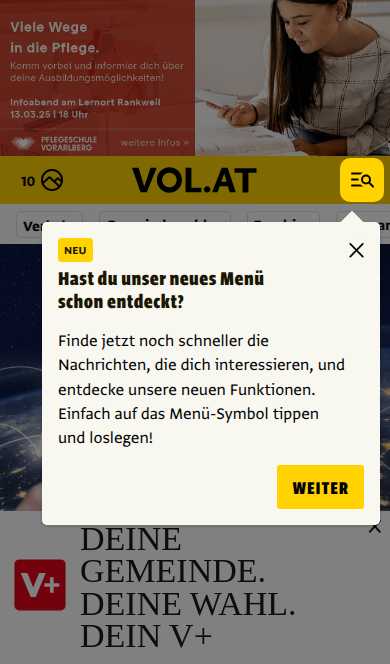 Viele Wege
in die Pflege.
Komm vorbei und informier dich über
deine Ausbildungsmöglichkeiten!
Infoabend am Lernort Rankweil
13.03.25 | 18 Uhr
PFLEGESCHULE
VORARLBERG
weitere Infos »
10
VOL.AT
NEU
Hast du unser neues Menü
schon entdeckt?
Finde jetzt noch schneller die
Nachrichten, die dich interessieren, und
entdecke unsere neuen Funktionen.
Einfach auf das Menü-Symbol tippen
und loslegen!
WEITER
V+
DEINE
GEMEINDE.
DEINE WAHL.
DEIN V+